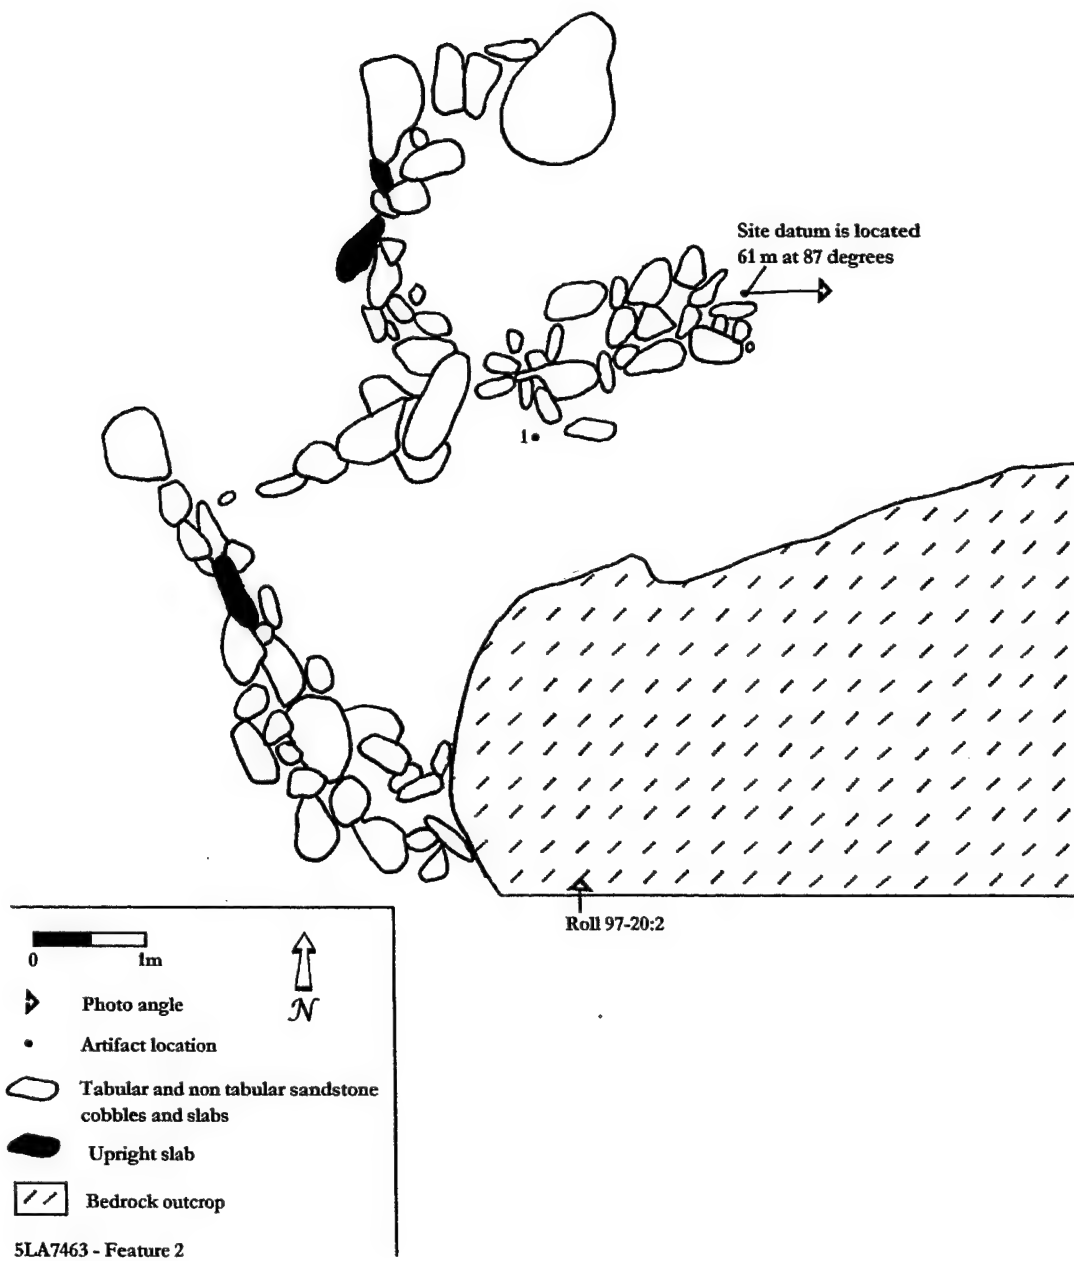 Site datum is located
61 m at 87 degrees
1
Roll 97-20:2
0 1m
N
Photo angle
Artifact location
Tabular and non tabular sandstone
cobbles and slabs
Upright slab
Bedrock outcrop
5LA7463 - Feature 2